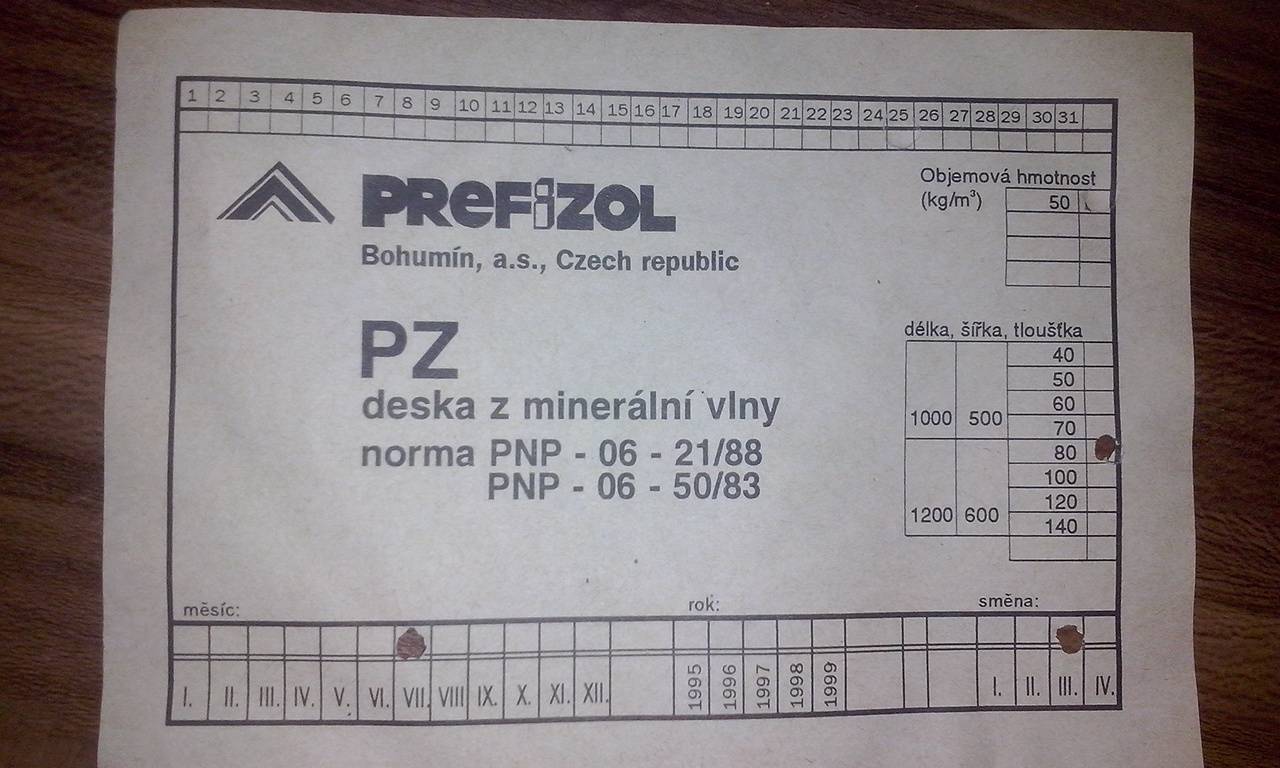 1 2 3 4 5 6 7 8 9 10 11 12 13 14 15 16 17 18 19 20 21 22 23 24 25 26 27 28 29 30 31
PREFIZOL
Bohumín, a.s., Czech republic
Objemová hmotnost
(kg/m³) 50
PZ
deska z minerální vlny
norma PNP - 06 - 21/88
PNP - 06 - 50/83
délka, šířka, tloušťka
40
50
60
1000 500 70
80
100
120
1200 600 140
měsíc: rok: směna:
I. II. III. IV. V. VI. VII. VIII IX. X. XI. XII. 1995 1996 1997 1998 1999 I. II. III. IV.